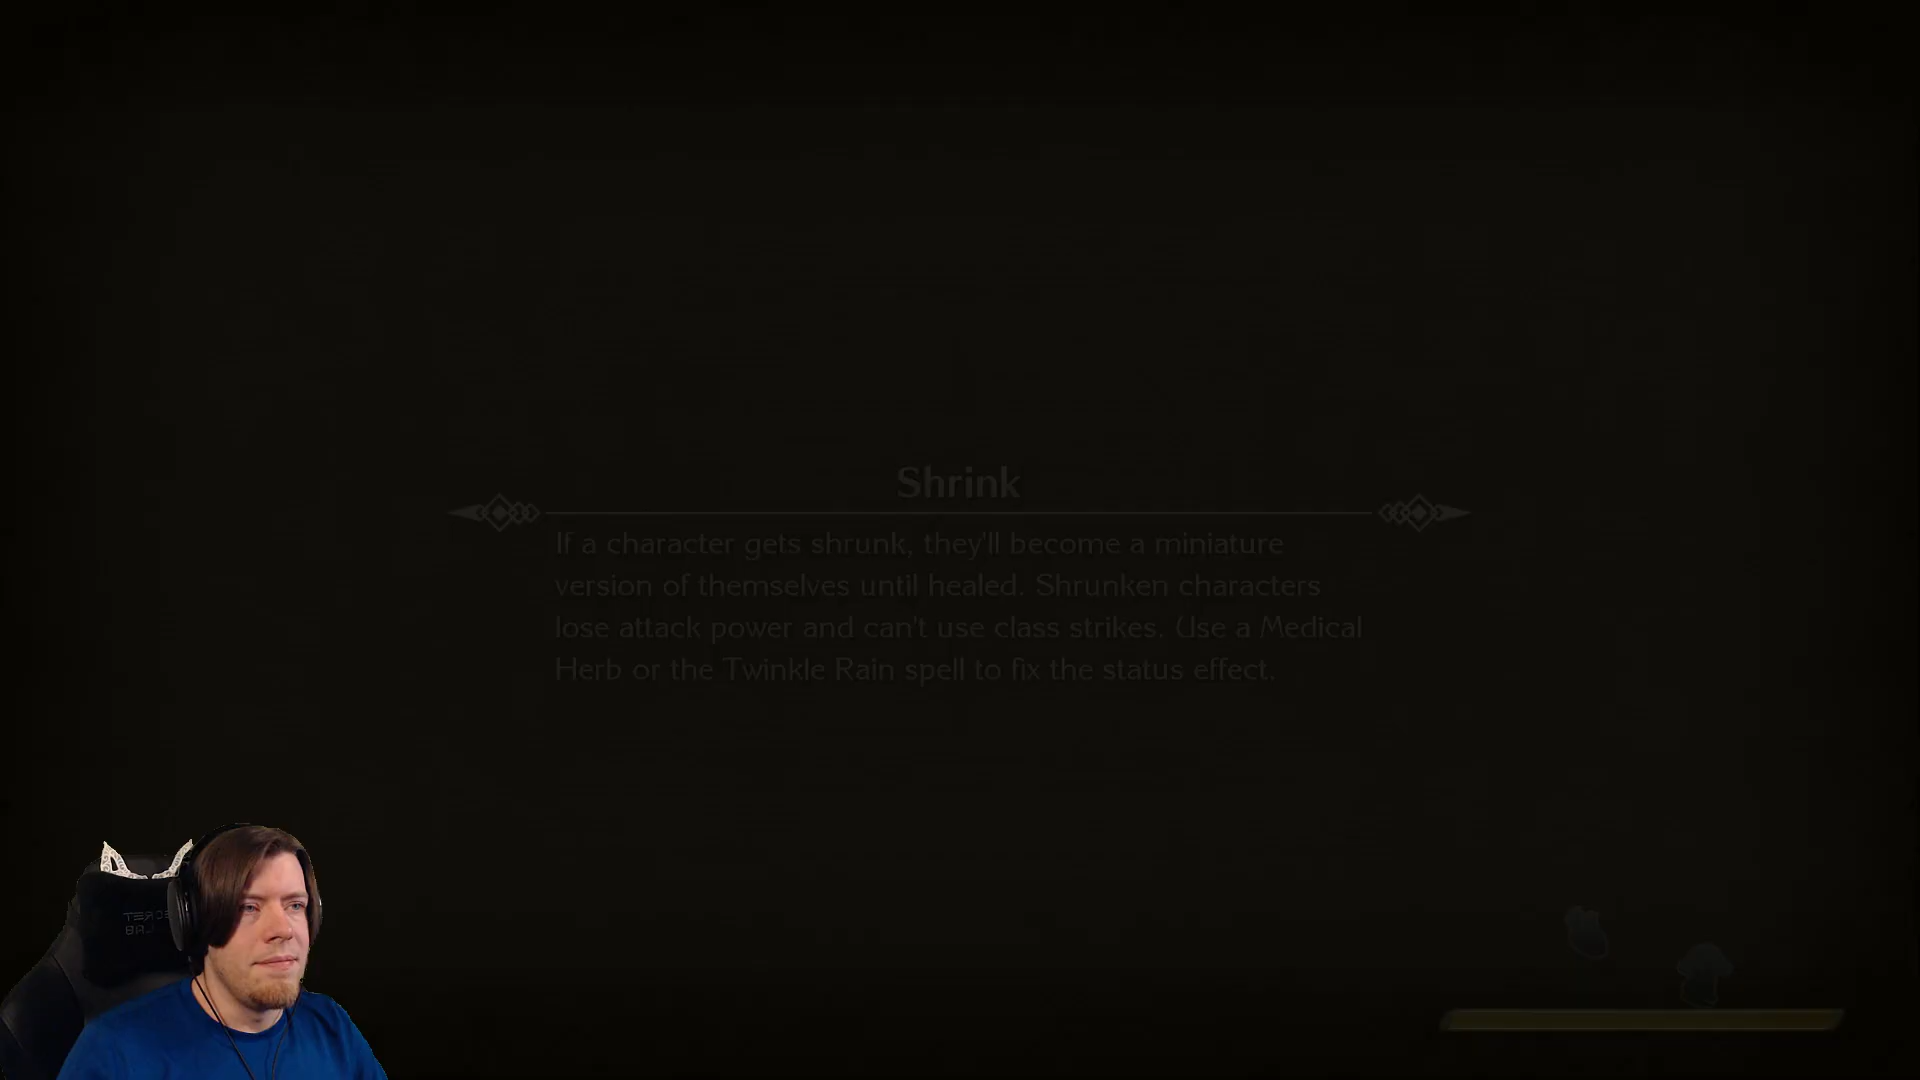 Shrink
If a character gets shrunk, they'll become a miniature
version of themselves until healed. Shrunken characters
lose attack power and can't use class strikes. Use a Medical
Herb or the Twinkle Rain spell to fix the status effect.